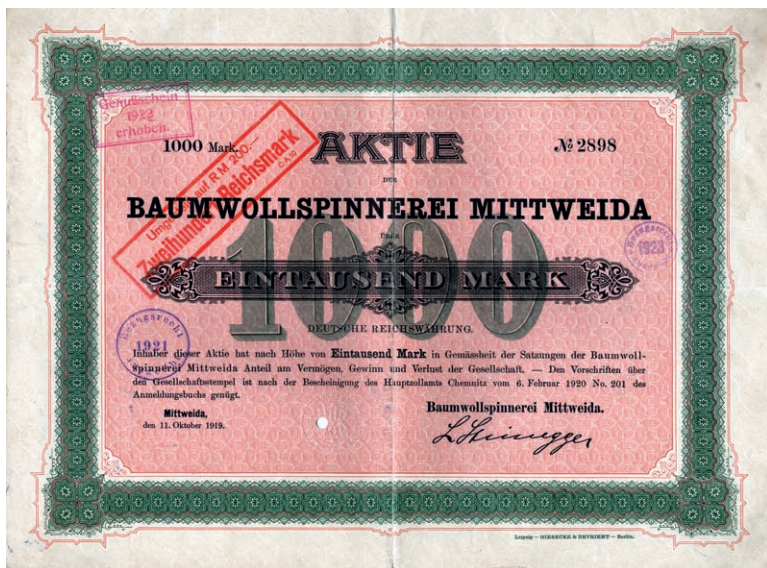 Genußschein
1922
erhoben.
1000 Mark.
AKTIE
№ 2898
DER
Umgestellt auf R.M. 200.—
Zweihundert Reichsmark
BAUMWOLLSPINNEREI MITTWEIDA
ÜBER
1000
EINTAUSEND MARK
1923
DEUTSCHE REICHSWÄHRUNG.
Bezugsrecht
1921
Inhaber dieser Aktie hat nach Höhe von Eintausend Mark in Gemässheit der Satzungen der Baumwoll-
spinnerei Mittweida Anteil am Vermögen, Gewinn und Verlust der Gesellschaft. — Den Vorschriften über
den Gesellschaftsstempel ist nach der Bescheinigung des Hauptzollamts Chemnitz vom 6. Februar 1920 No. 201 des
Anmeldungsbuchs genügt.
Mittweida,
den 11. Oktober 1919.
Baumwollspinnerei Mittweida.
Leipzig — GIESECKE & DEVRIENT — Berlin.